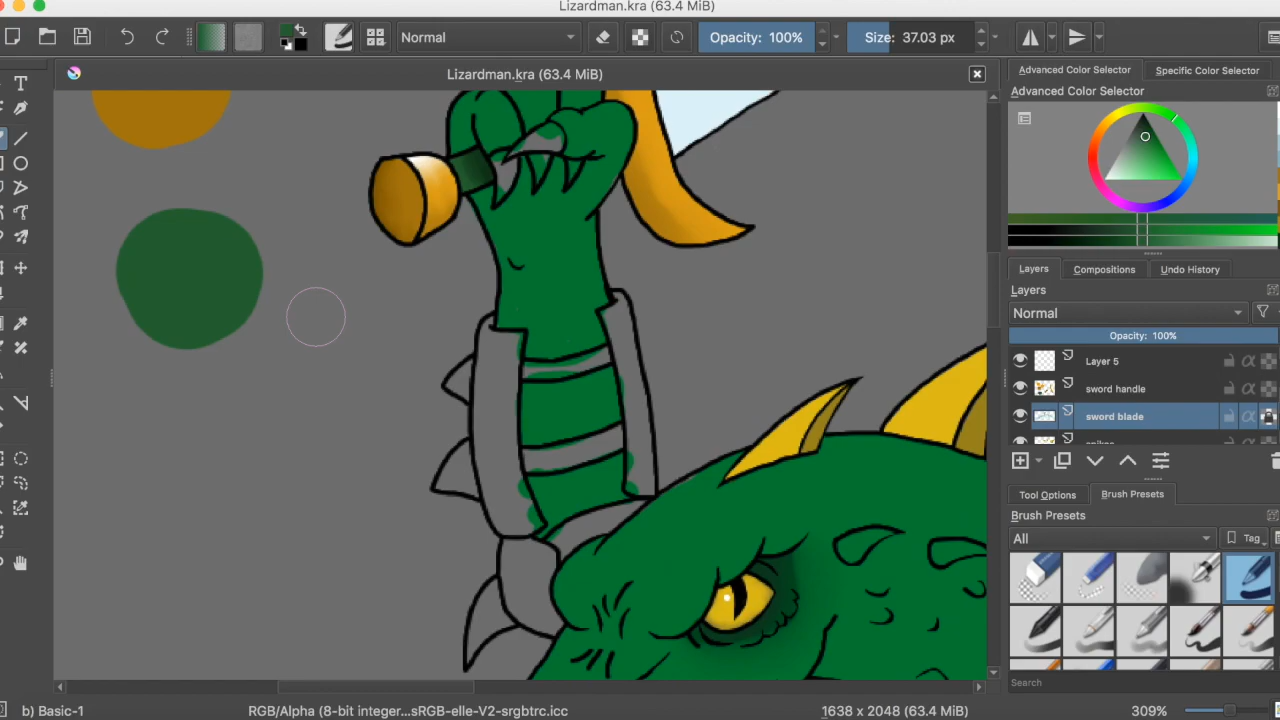 Lizardman.kra (63.4 MB)
Normal
Opacity: 100%
Size: 37.03 px
Lizardman.kra (63.4 MB)
Advanced Color Selector
Specific Color Selector
Advanced Color Selector
Layers
Compositions
Undo History
Layers
Normal
Opacity: 100%
Layer 5
sword handle
sword blade
Tool Options
Brush Presets
Brush Presets
All
Tag
Search
b) Basic-1
RGB/Alpha (8-bit integer...sRGB-elle-V2-srgbtrc.icc
1638 x 2048 (63.4 MB)
309%